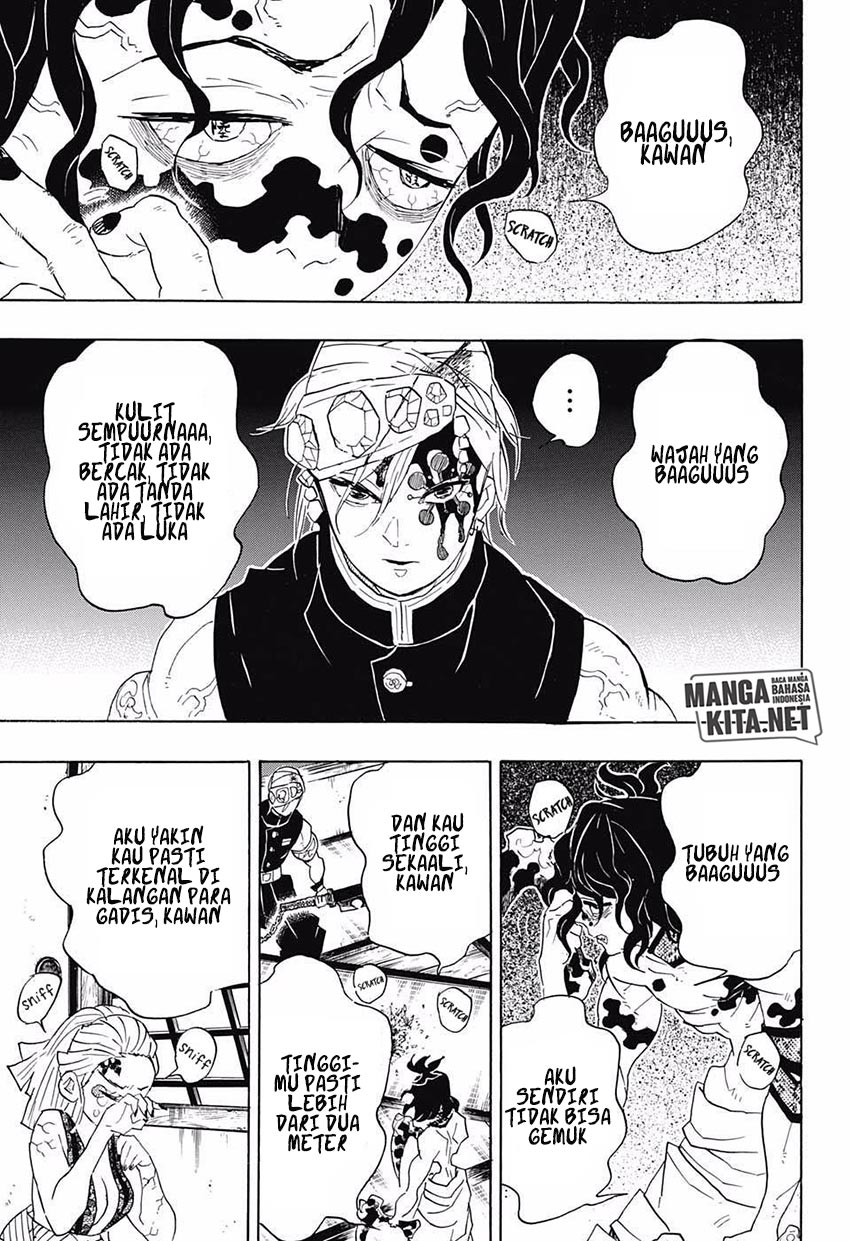 BAAGUUUS,
KAWAN
SCRATCH
SCRATCH
WAJAH YANG
BAAGUUUS
...
KULIT
SEMPUURNAAA,
TIDAK ADA
BERCAK, TIDAK
ADA TANDA
LAHIR, TIDAK
ADA LUKA
MANGA
KITA.NET
BACA MANGA
BAHASA
INDONESIA
TUBUH YANG
BAAGUUUS
SCRATCH
SCRATCH
AKU
SENDIRI
TIDAK BISA
GEMUK
DAN KAU
TINGGI
SEKAALI,
KAWAN
SCRATCH
SCRATCH
TINGGI-
MU PASTI
LEBIH
DARI DUA
METER
AKU YAKIN
KAU PASTI
TERKENAL DI
KALANGAN PARA
GADIS, KAWAN
sniff
sniff